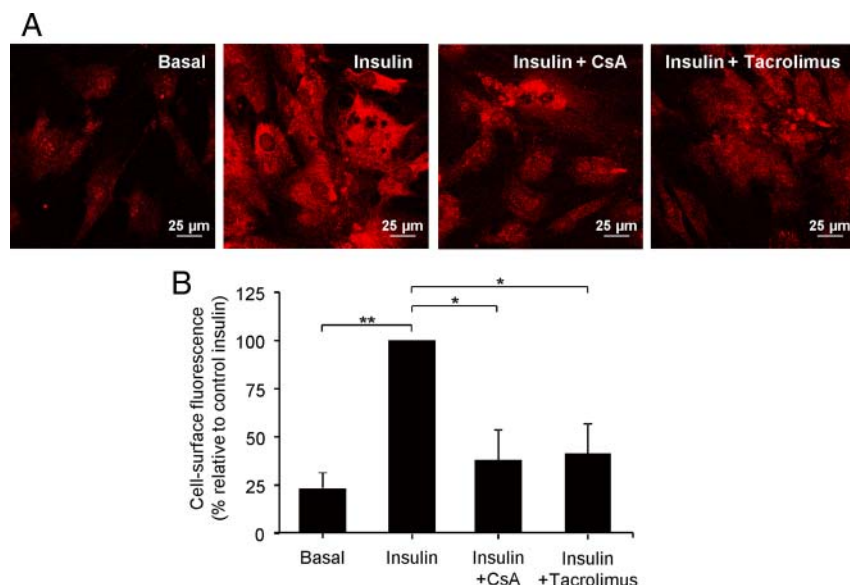 A
Basal
Insulin
Insulin + CsA
Insulin + Tacrolimus
25 µm
25 µm
25 µm
25 µm
B
Cell-surface fluorescence
(% relative to control insulin)
125
100
75
50
25
0
**
*
*
Basal
Insulin
Insulin
+CsA
Insulin
+Tacrolimus